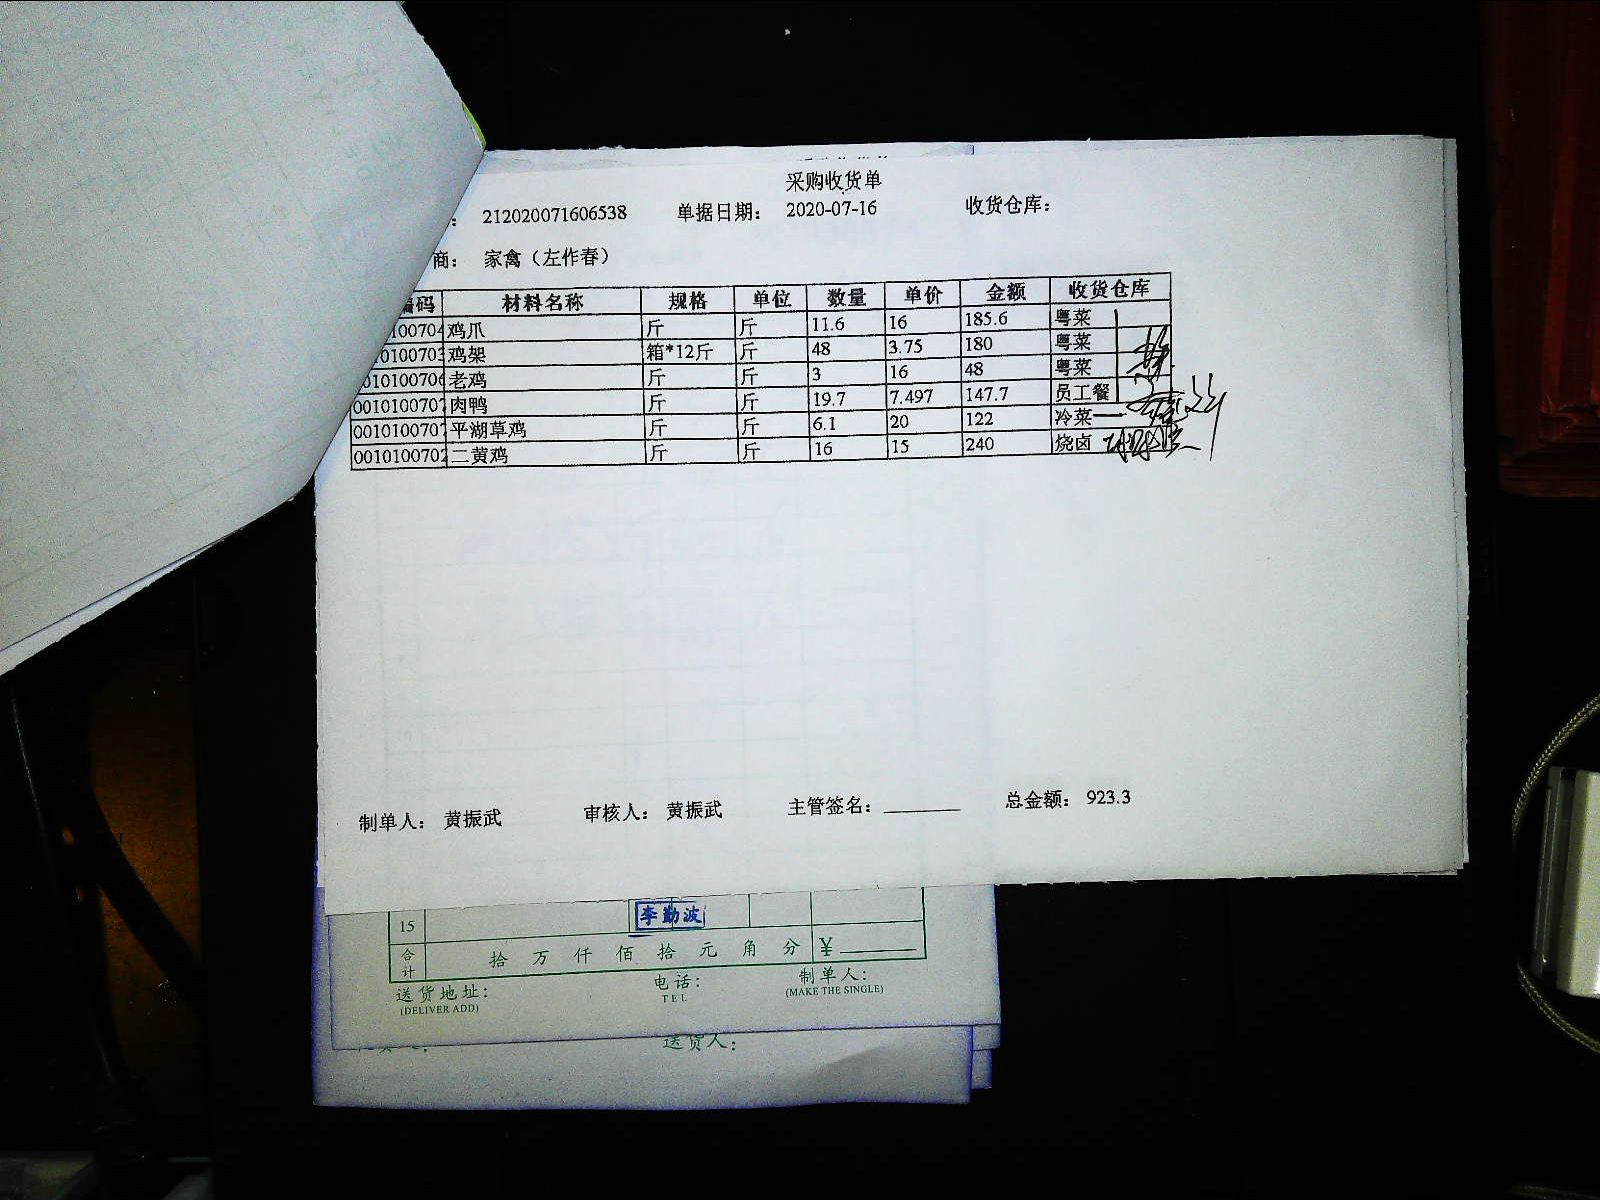 采购收货单
: 212020071606538 单据日期: 2020-07-16 收货仓库:
商: 家禽（左作春）
编码 材料名称 规格 单位 数量 单价 金额 收货仓库
0100704 鸡爪 斤 斤 11.6 16 185.6 粤菜
010100703 鸡架 箱*12斤 斤 48 3.75 180 粤菜
010100706 老鸡 斤 斤 3 16 48 粤菜
0010100707 肉鸭 斤 斤 19.7 7.497 147.7 员工餐
0010100707 平湖草鸡 斤 斤 6.1 20 122 冷菜
0010100702 二黄鸡 斤 斤 16 15 240 烧卤
制单人: 黄振武 审核人: 黄振武 主管签名: 总金额: 923.3
15 李勤波
合计 拾 万 仟 佰 拾 元 角 分 ¥
送货地址: 电话: 制单人:
(DELIVER ADD) TEL (MAKE THE SINGLE)
送货人: